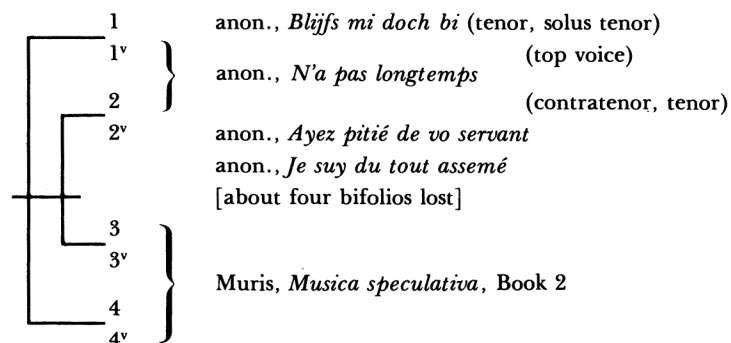 1 anon., Blijfs mi doch bi (tenor, solus tenor)
1v (top voice)
anon., N'a pas longtemps
2 (contratenor, tenor)
2v anon., Ayez pitié de vo servant
anon., Je suy du tout assemé
[about four bifolios lost]
3
3v
Muris, Musica speculativa, Book 2
4
4v